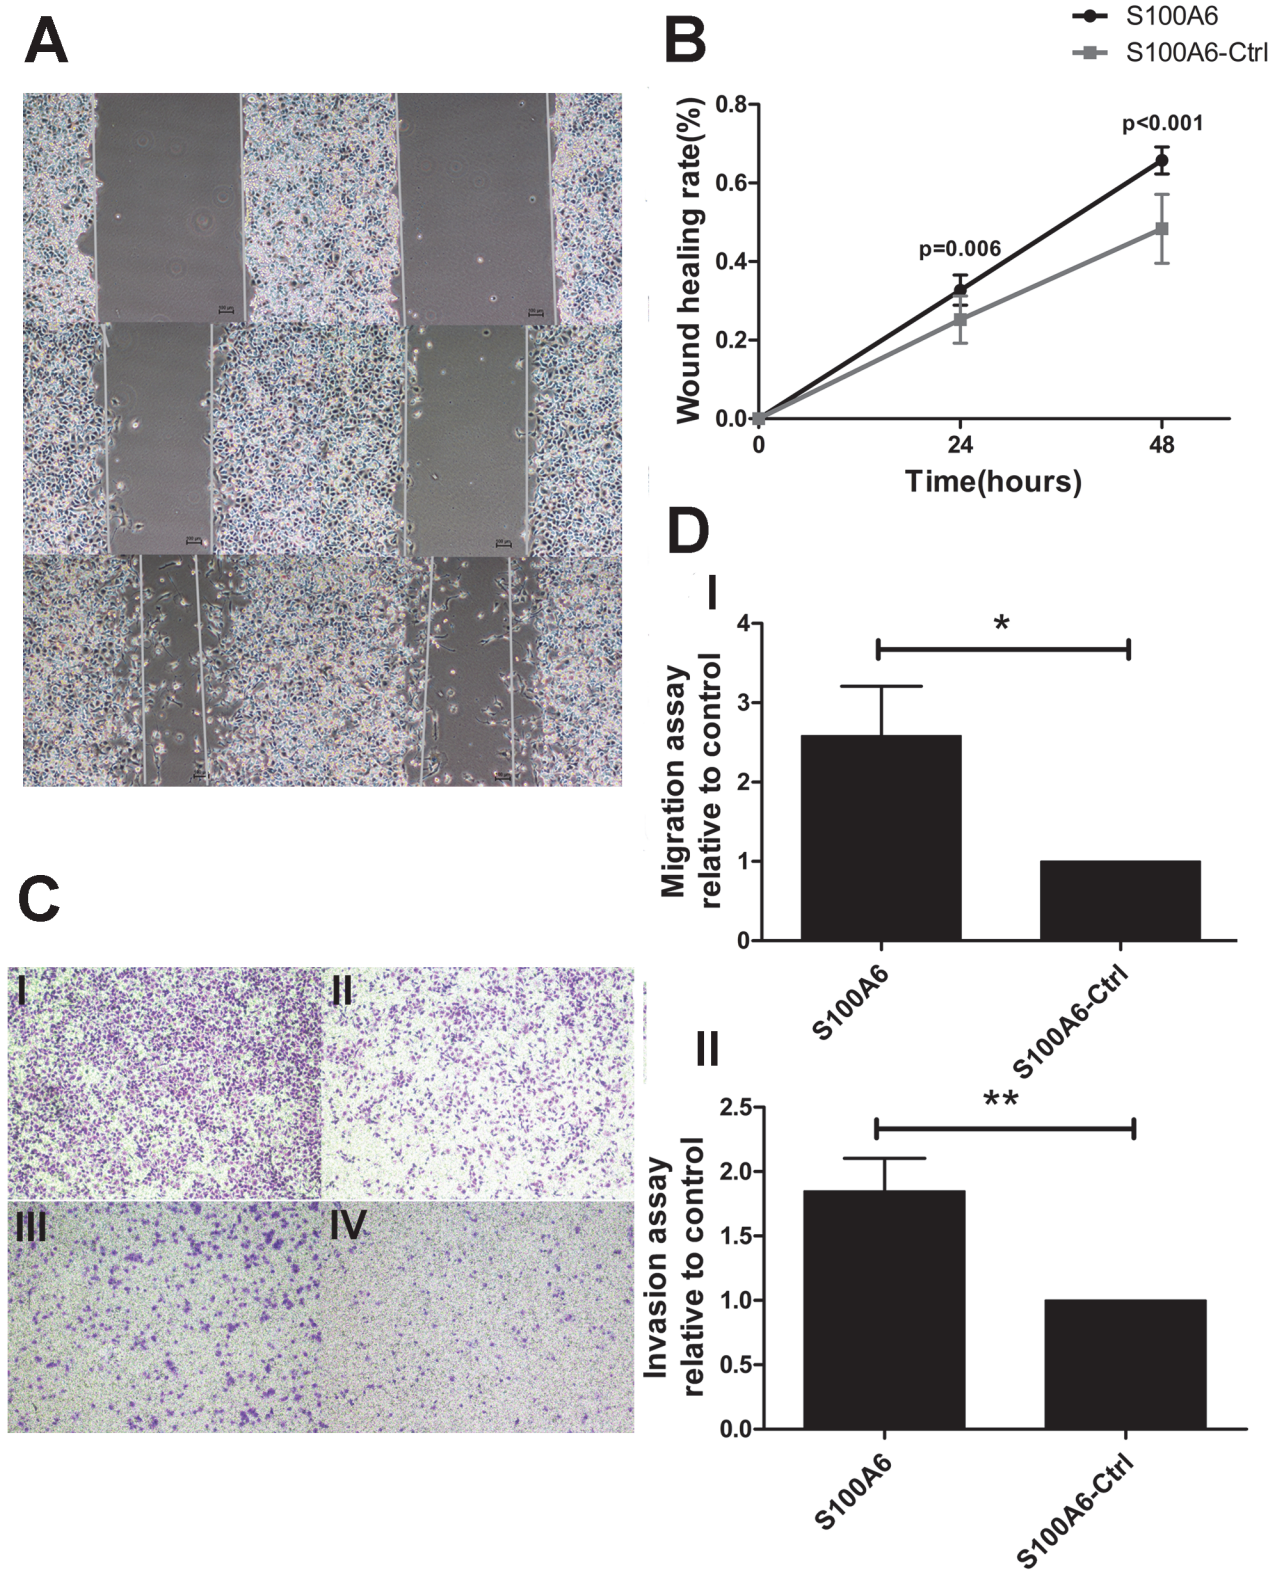 A
B
S100A6
S100A6-Ctrl
Wound healing rate(%)
0.8
0.6
0.4
0.2
0.0
p=0.006
p<0.001
0
24
48
Time(hours)
C
I
II
III
IV
D
I
Migration assay
relative to control
4
3
2
1
0
*
S100A6
S100A6-Ctrl
II
Invasion assay
relative to control
2.5
2.0
1.5
1.0
0.5
0.0
**
S100A6
S100A6-Ctrl